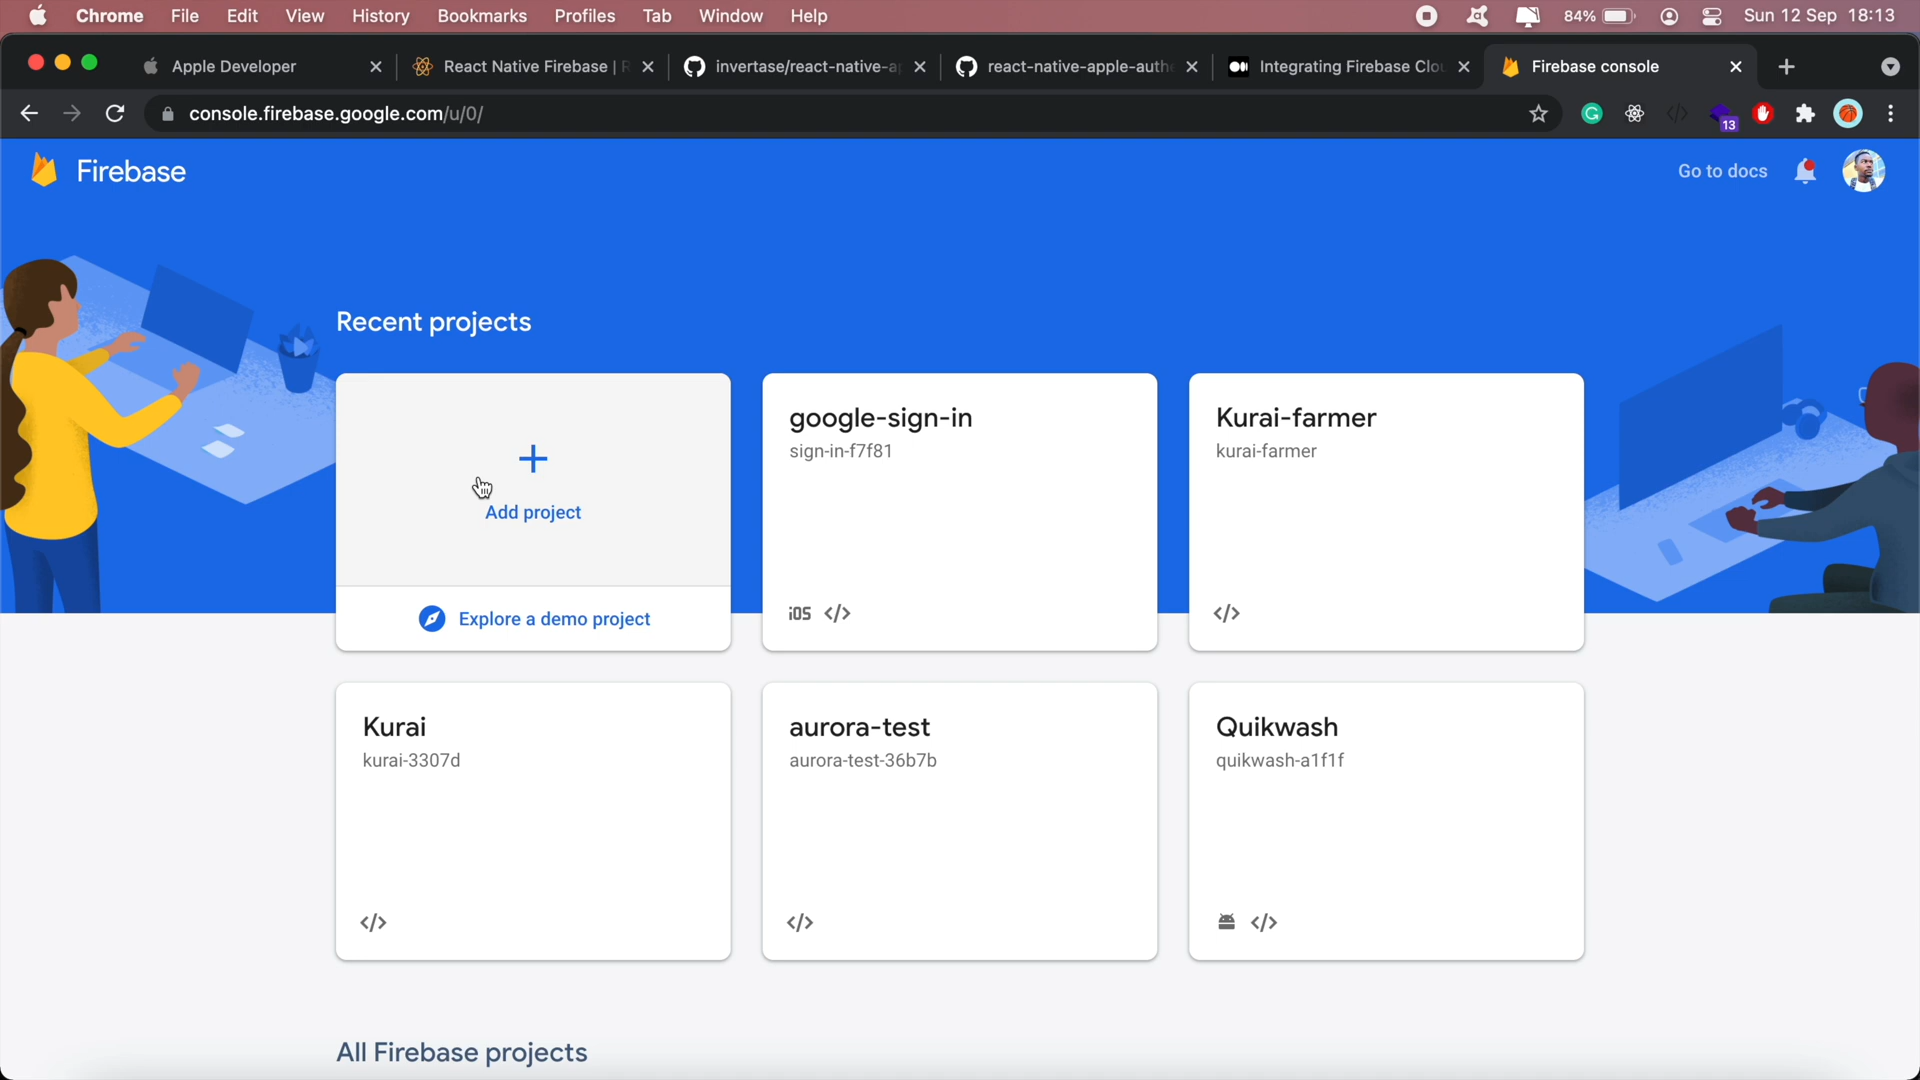 Chrome File Edit View History Bookmarks Profiles Tab Window Help 84% Sun 12 Sep 18:13
Apple Developer React Native Firebase | R invertase/react-native-ap react-native-apple-authe Integrating Firebase Clou Firebase console
console.firebase.google.com/u/0/ 13
Firebase Go to docs
Recent projects
Add project
Explore a demo project
google-sign-in
sign-in-f7f81
iOS </>
Kurai-farmer
kurai-farmer
</>
Kurai
kurai-3307d
</>
aurora-test
aurora-test-36b7b
</>
Quikwash
quikwash-a1f1f
</>
All Firebase projects